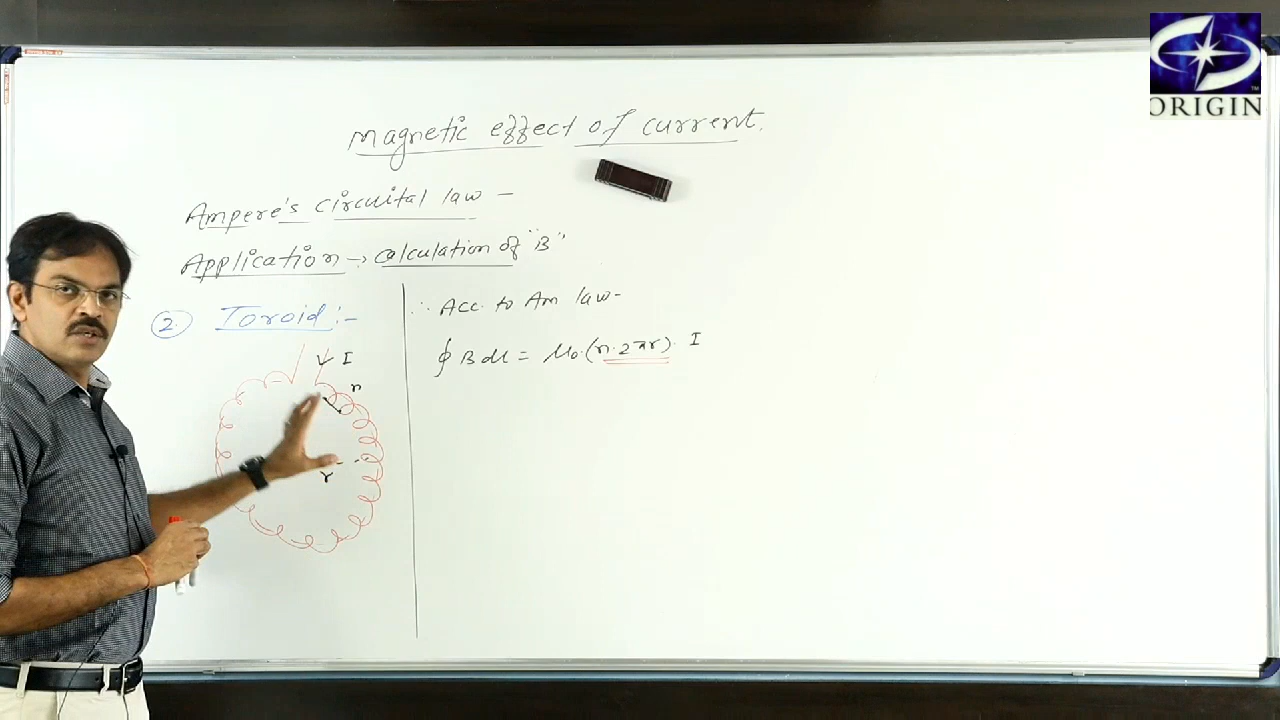 ORIGIN
Magnetic effect of current.
Ampere's circuital law -
Application → calculation of "B"
2. Toroid :-
I
n
r
∴ Acc. to Am law-
∮ B dl = μ₀.(n.2πr). I